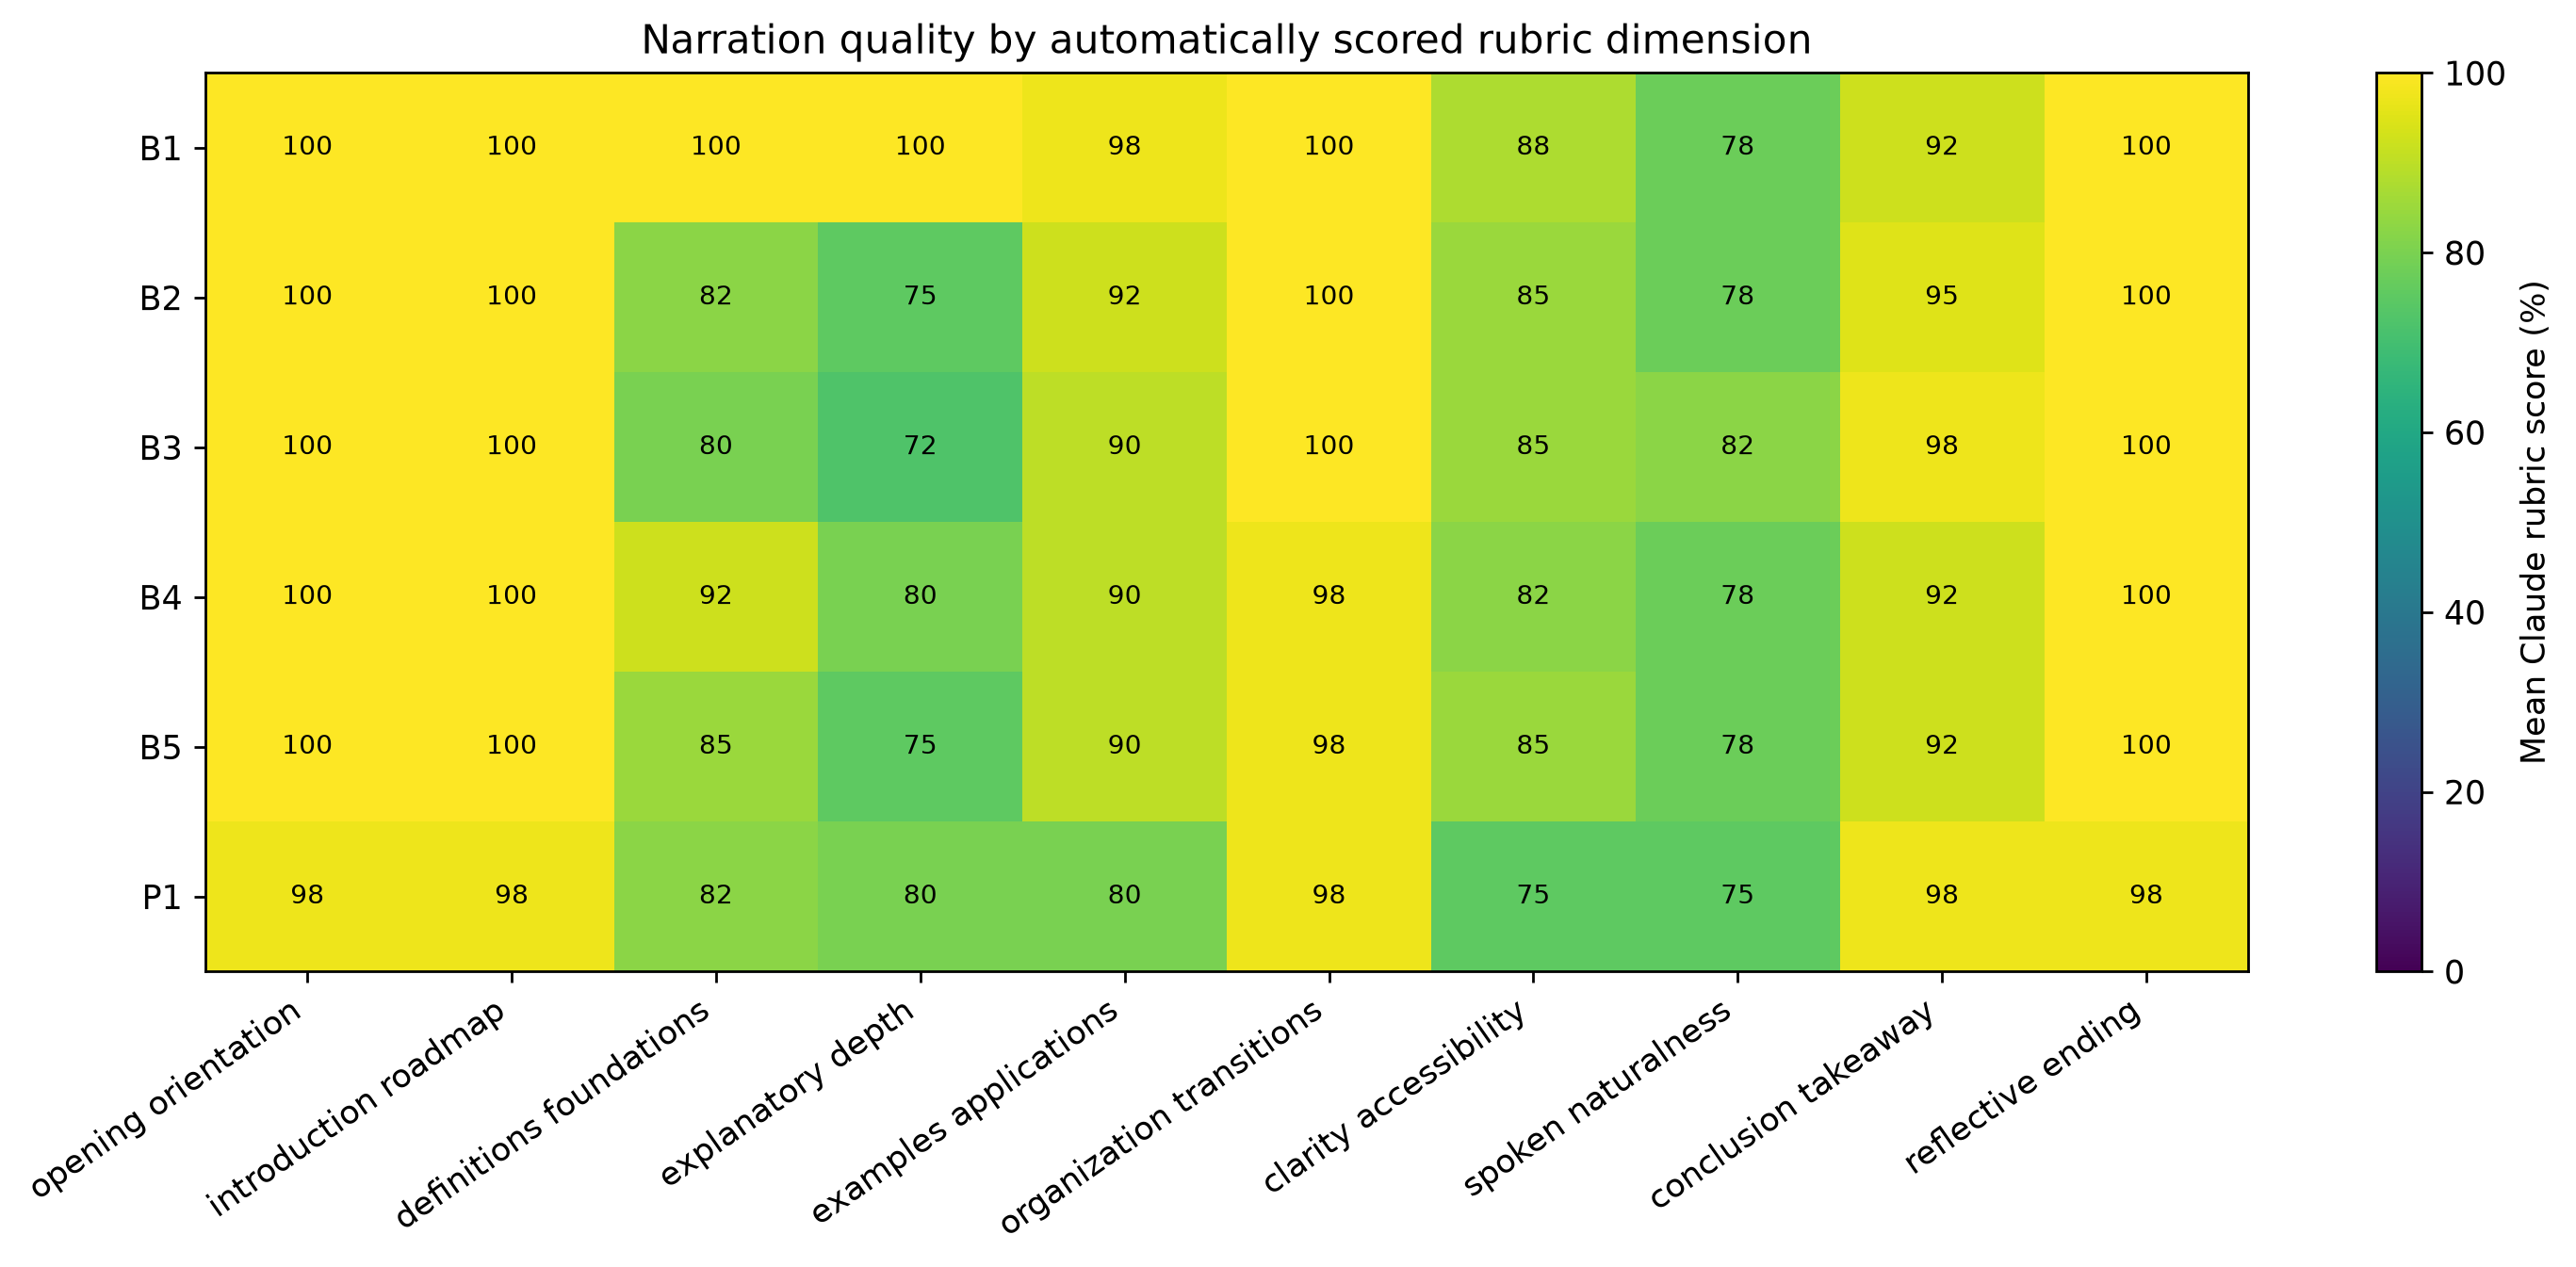 Narration quality by automatically scored rubric dimension
B1 100 100 100 100 98 100 88 78 92 100
B2 100 100 82 75 92 100 85 78 95 100
B3 100 100 80 72 90 100 85 82 98 100
B4 100 100 92 80 90 98 82 78 92 100
B5 100 100 85 75 90 98 85 78 92 100
P1 98 98 82 80 80 98 75 75 98 98
opening orientation
introduction roadmap
definitions foundations
explanatory depth
examples applications
organization transitions
clarity accessibility
spoken naturalness
conclusion takeaway
reflective ending
100
80
60
40
20
0
Mean Claude rubric score (%)